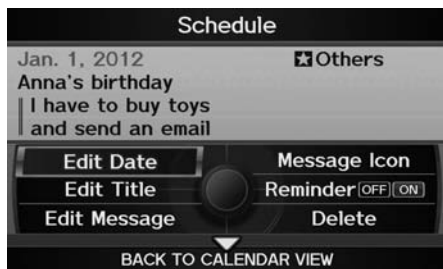 Schedule
Jan. 1, 2012 Others
Anna's birthday
I have to buy toys
and send an email
Edit Date Message Icon
Edit Title Reminder OFF ON
Edit Message Delete
BACK TO CALENDAR VIEW